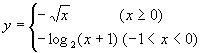 y = { -√x (x ≥ 0)
-log₂(x+1) (-1 < x < 0)